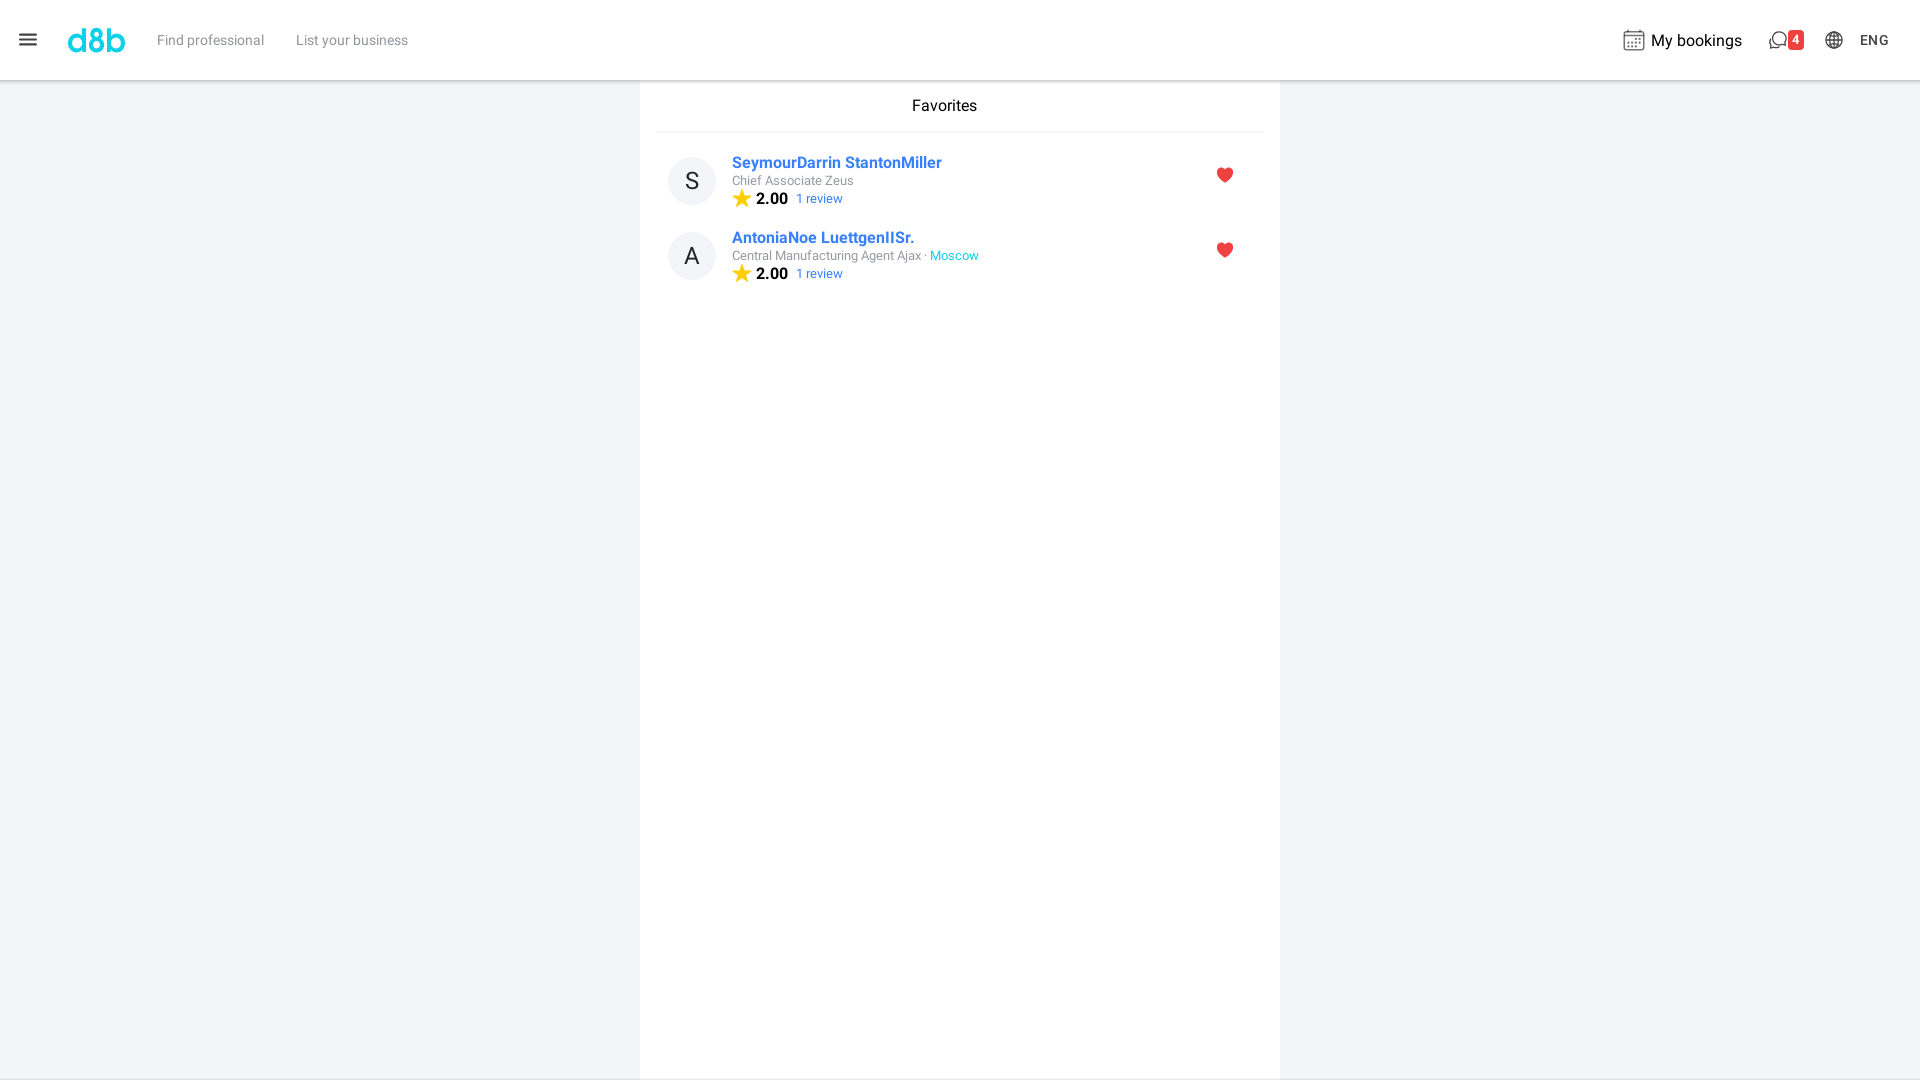 d8b
Find professional
List your business
My bookings
4
ENG
Favorites
S
SeymourDarrin StantonMiller
Chief Associate Zeus
2.00 1 review
A
AntoniaNoe LuettgenIISr.
Central Manufacturing Agent Ajax · Moscow
2.00 1 review